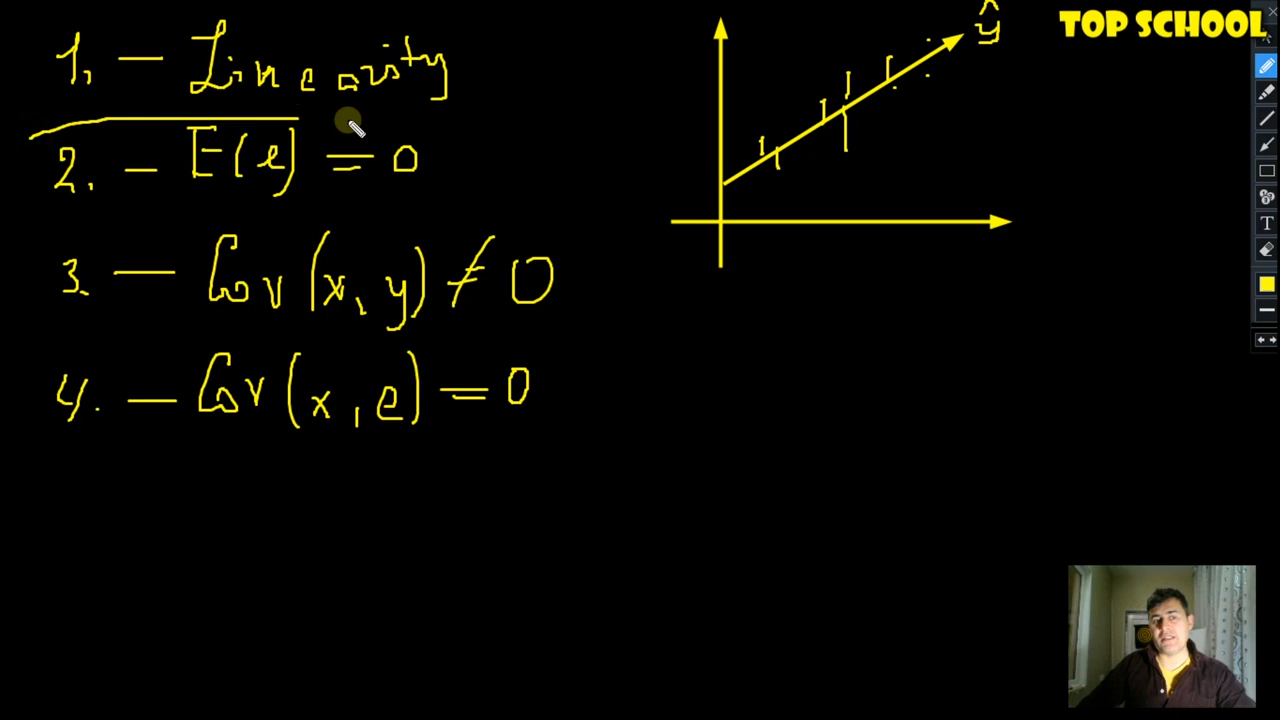 1. — Linearity
2. — E(e) = 0
3. — Cov(x, y) ≠ 0
4. — Cov(x, e) = 0
ŷ
TOP SCHOOL
T